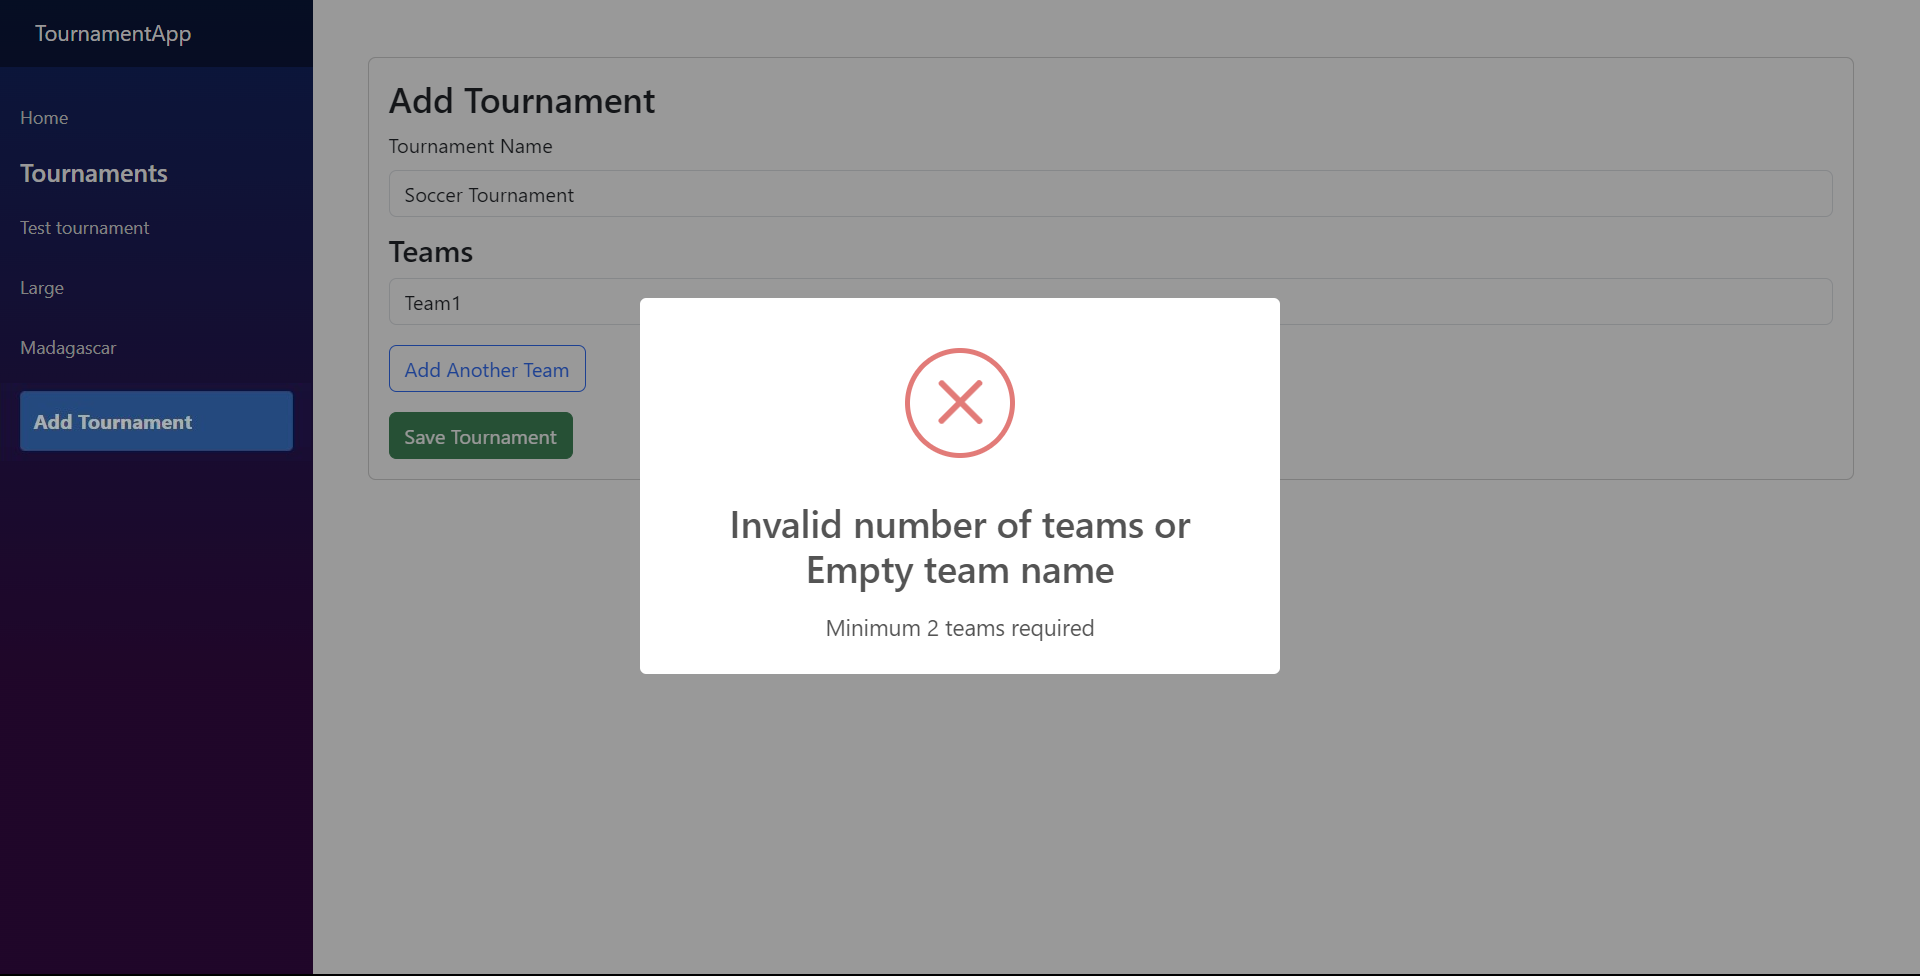 TournamentApp
Home
Tournaments
Test tournament
Large
Madagascar
Add Tournament
Add Tournament
Tournament Name
Soccer Tournament
Teams
Team1
Add Another Team
Save Tournament
Invalid number of teams or
Empty team name
Minimum 2 teams required